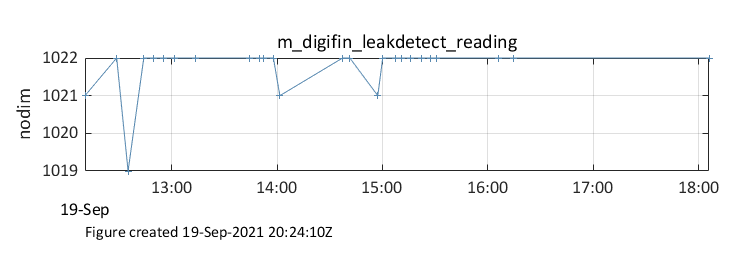 m_digifin_leakdetect_reading
nodim
1022
1021
1020
1019
13:00 14:00 15:00 16:00 17:00 18:00
19-Sep
Figure created 19-Sep-2021 20:24:10Z